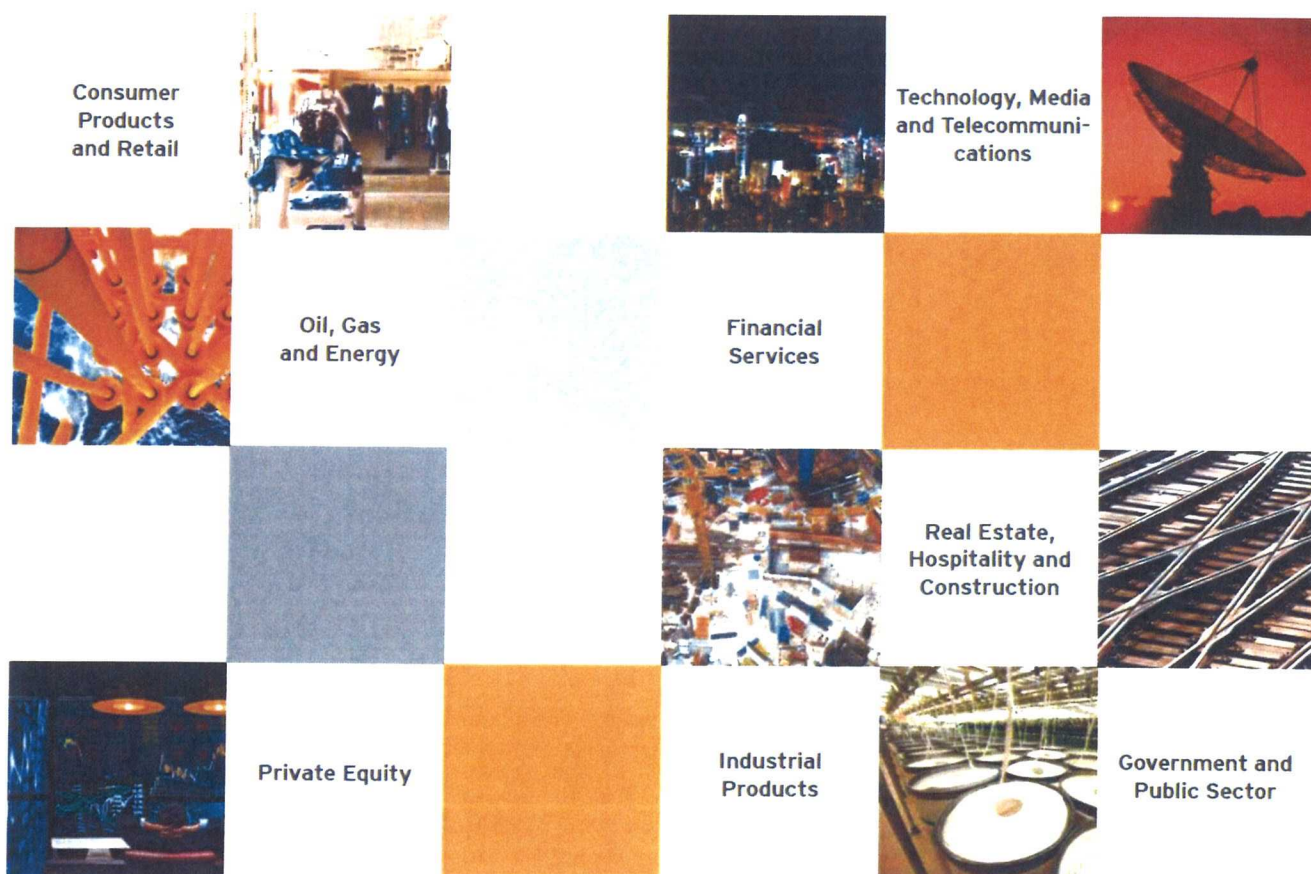 Consumer
Products
and Retail
Technology, Media
and Telecommuni-
cations
Oil, Gas
and Energy
Financial
Services
Real Estate,
Hospitality and
Construction
Private Equity
Industrial
Products
Government and
Public Sector